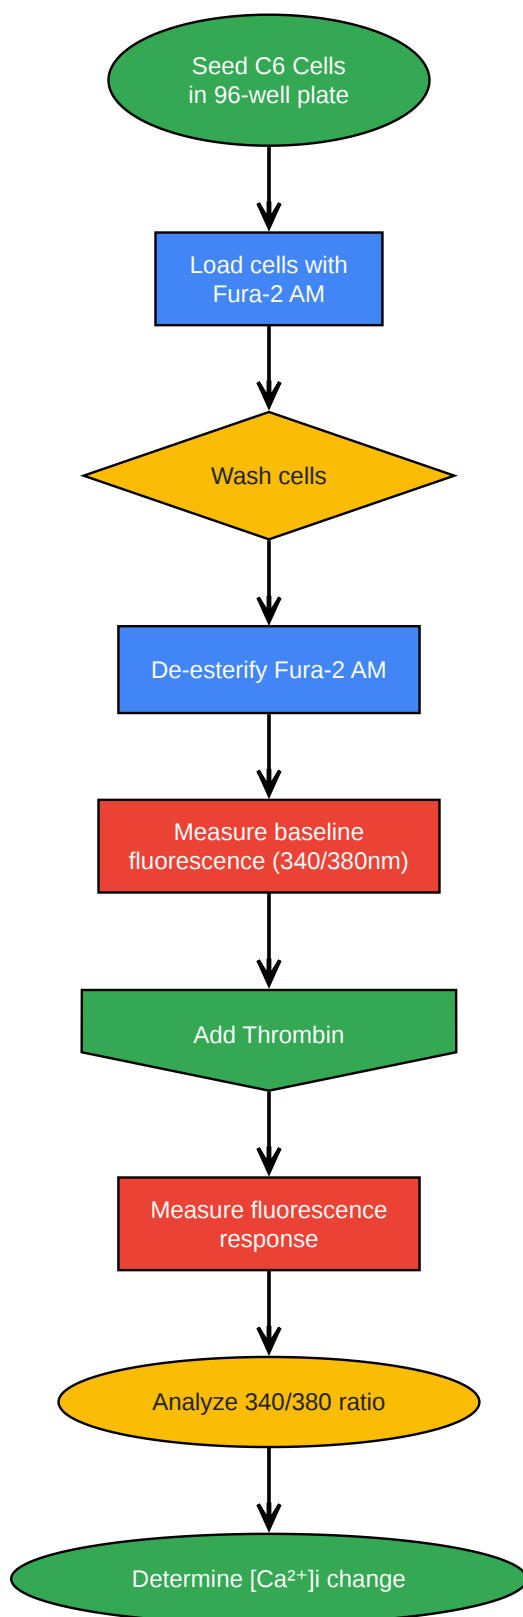 Seed C6 Cells
in 96-well plate
Load cells with
Fura-2 AM
Wash cells
De-esterify Fura-2 AM
Measure baseline
fluorescence (340/380nm)
Add Thrombin
Measure fluorescence
response
Analyze 340/380 ratio
Determine [Ca²⁺]i change